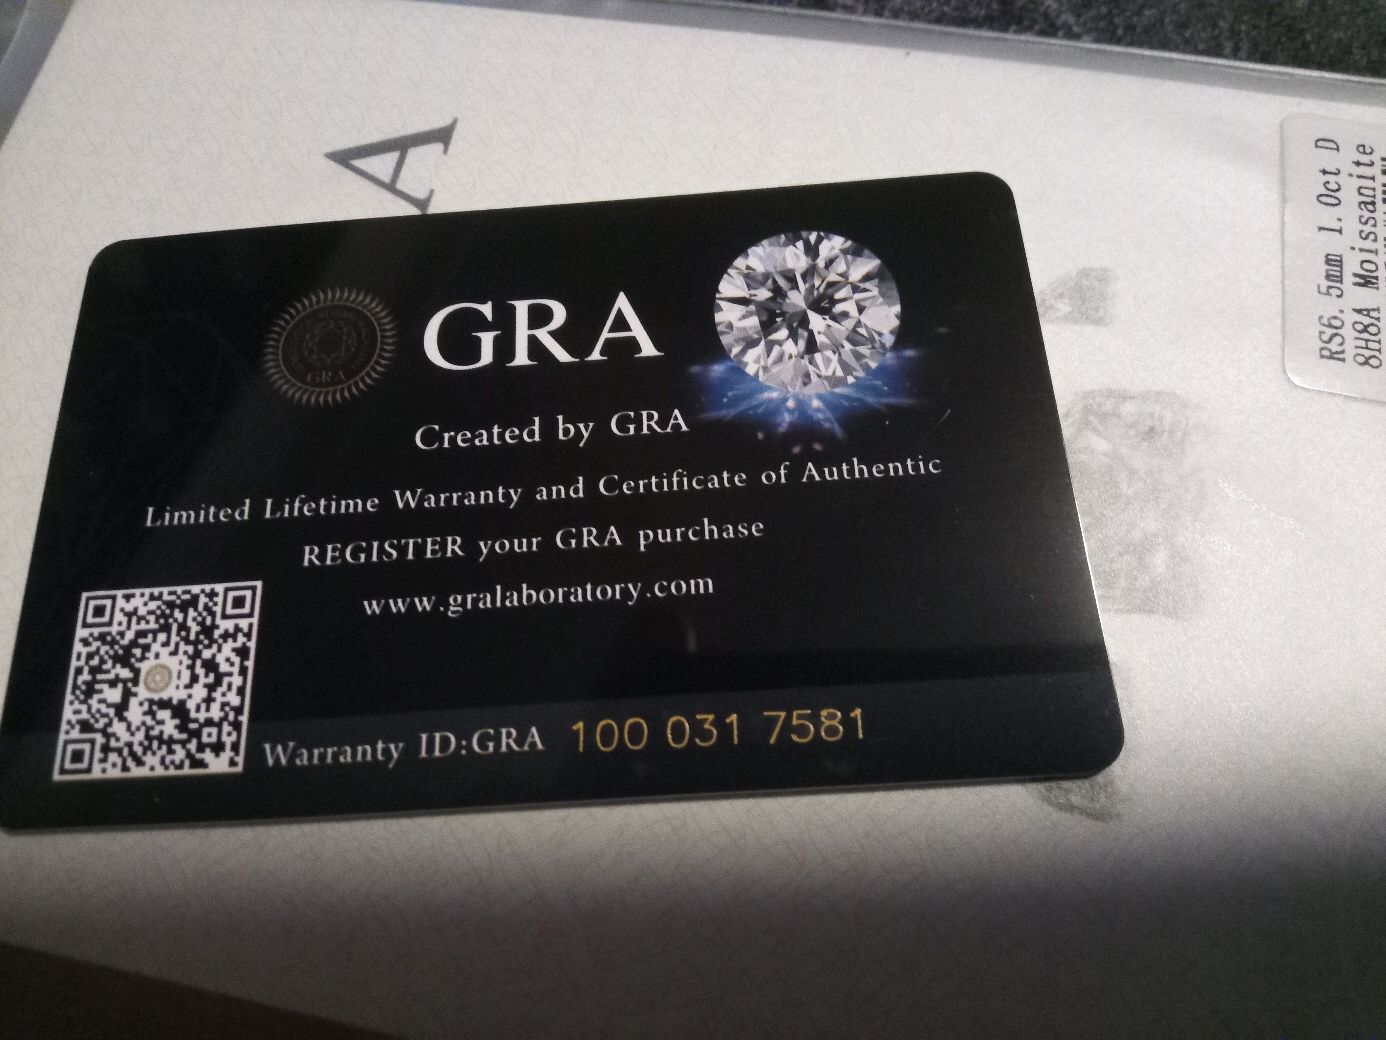 A
GRA
GRA
Created by GRA
Limited Lifetime Warranty and Certificate of Authentic
REGISTER your GRA purchase
www.gralaboratory.com
Warranty ID:GRA 100 031 7581
RS6.5mm 1.0ct D
8H8A Moissanite